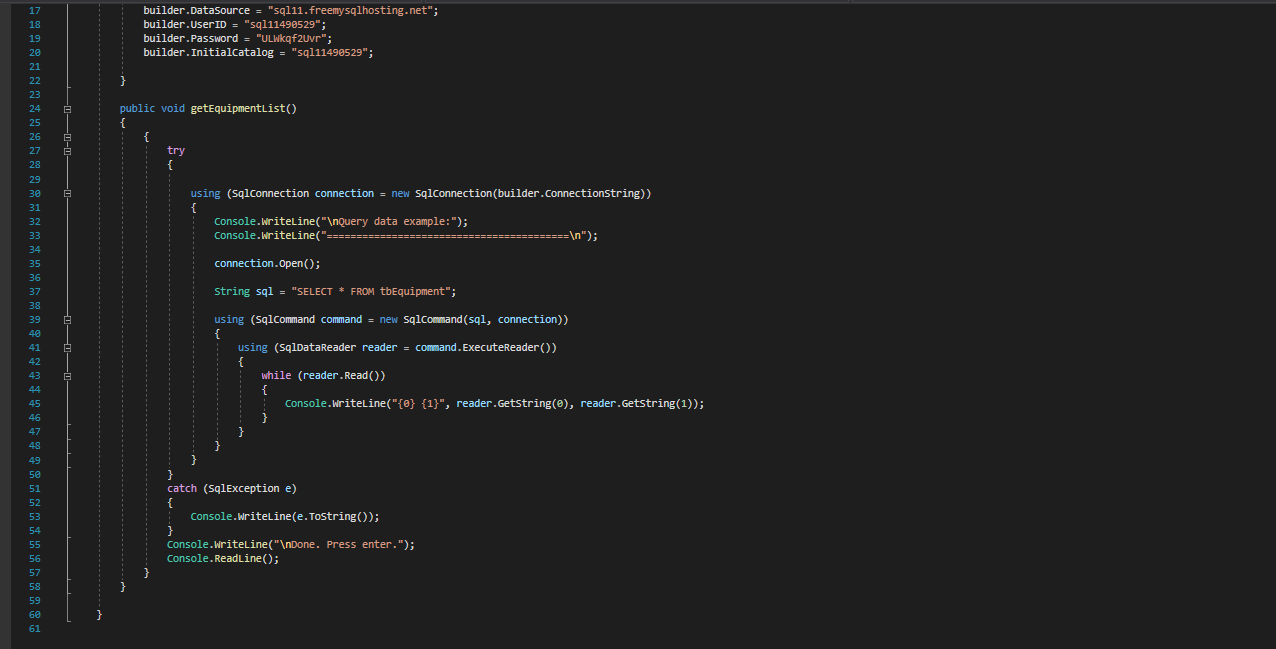 17 builder.DataSource = "sql11.freemysqlhosting.net";
18 builder.UserID = "sql11490529";
19 builder.Password = "ULWkqf2Uvr";
20 builder.InitialCatalog = "sql11490529";
21
22 }
23
24 public void getEquipmentList()
25 {
26 {
27 try
28 {
29
30 using (SqlConnection connection = new SqlConnection(builder.ConnectionString))
31 {
32 Console.WriteLine("\nQuery data example:");
33 Console.WriteLine("=========================================\n");
34
35 connection.Open();
36
37 String sql = "SELECT * FROM tbEquipment";
38
39 using (SqlCommand command = new SqlCommand(sql, connection))
40 {
41 using (SqlDataReader reader = command.ExecuteReader())
42 {
43 while (reader.Read())
44 {
45 Console.WriteLine("{0} {1}", reader.GetString(0), reader.GetString(1));
46 }
47 }
48 }
49 }
50 }
51 catch (SqlException e)
52 {
53 Console.WriteLine(e.ToString());
54 }
55 Console.WriteLine("\nDone. Press enter.");
56 Console.ReadLine();
57 }
58 }
59
60 }
61